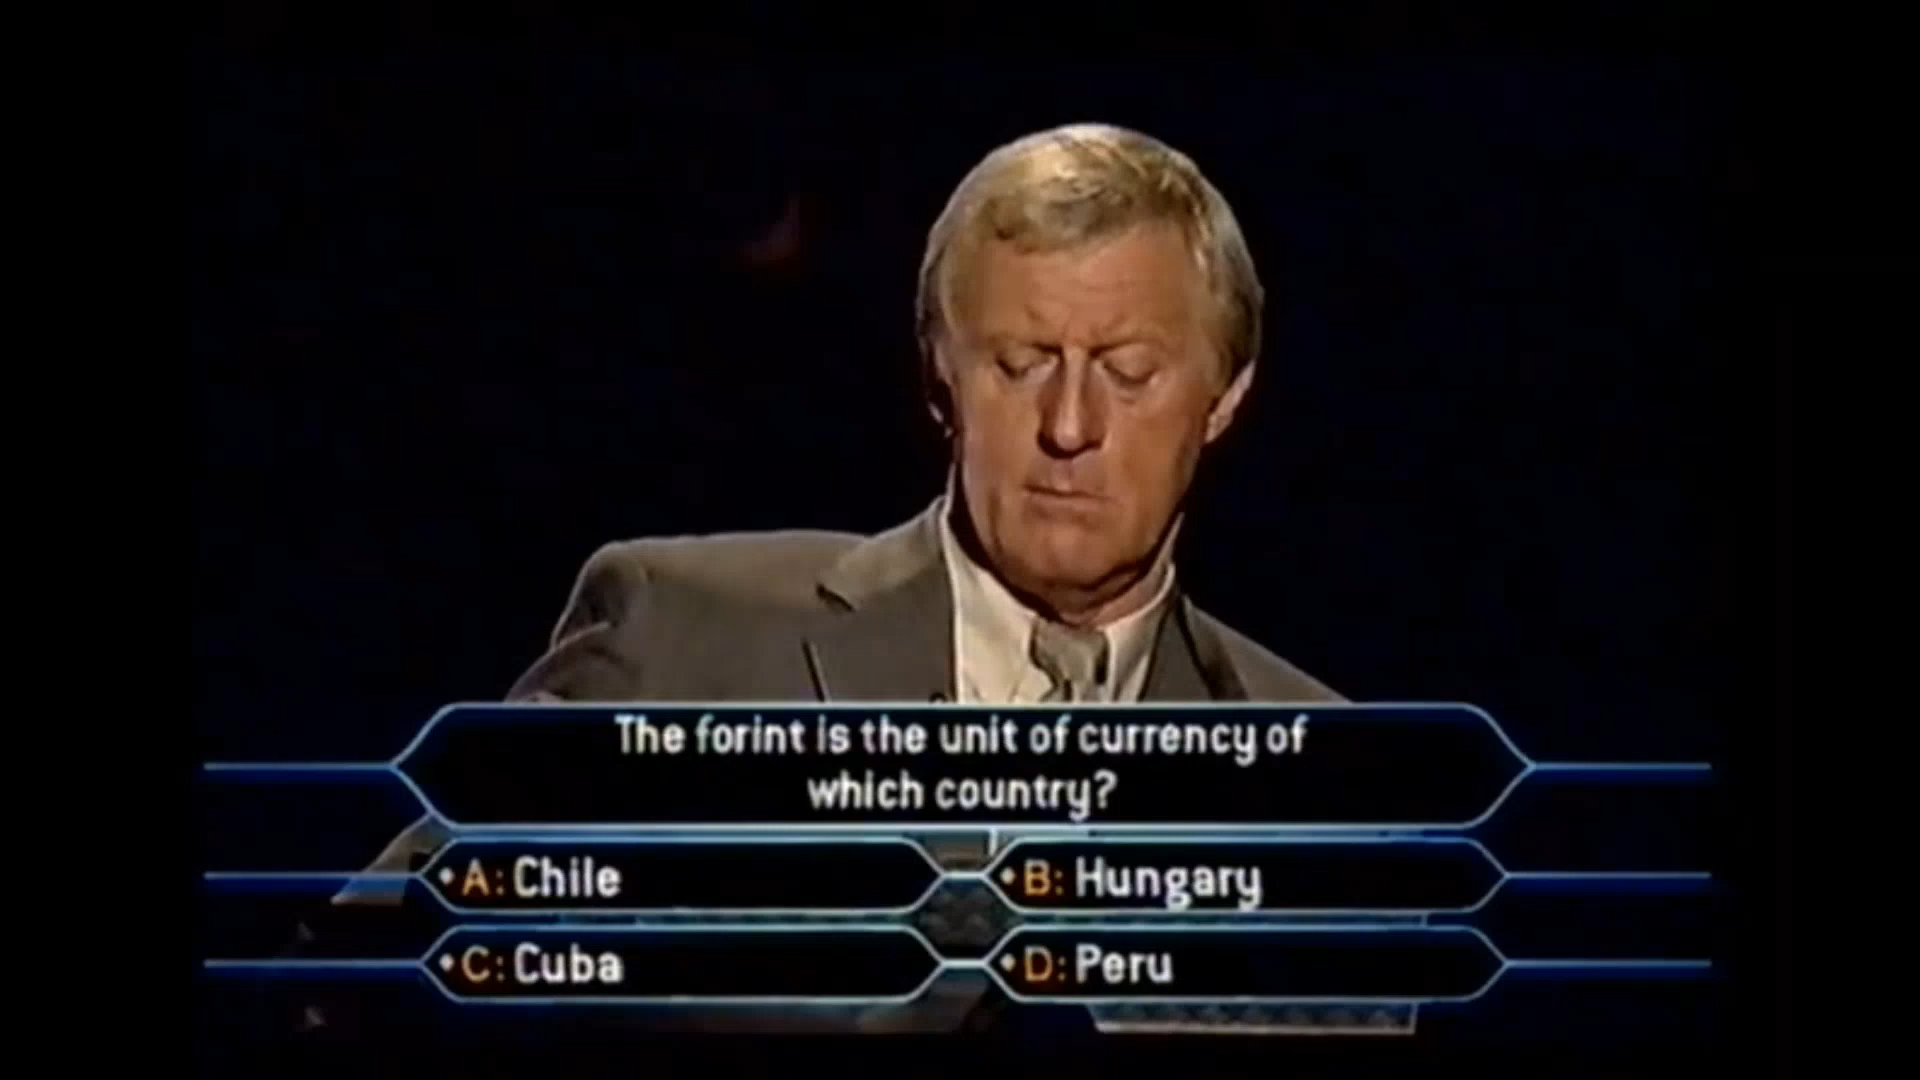 The forint is the unit of currency of
which country?
A: Chile
B: Hungary
C: Cuba
D: Peru